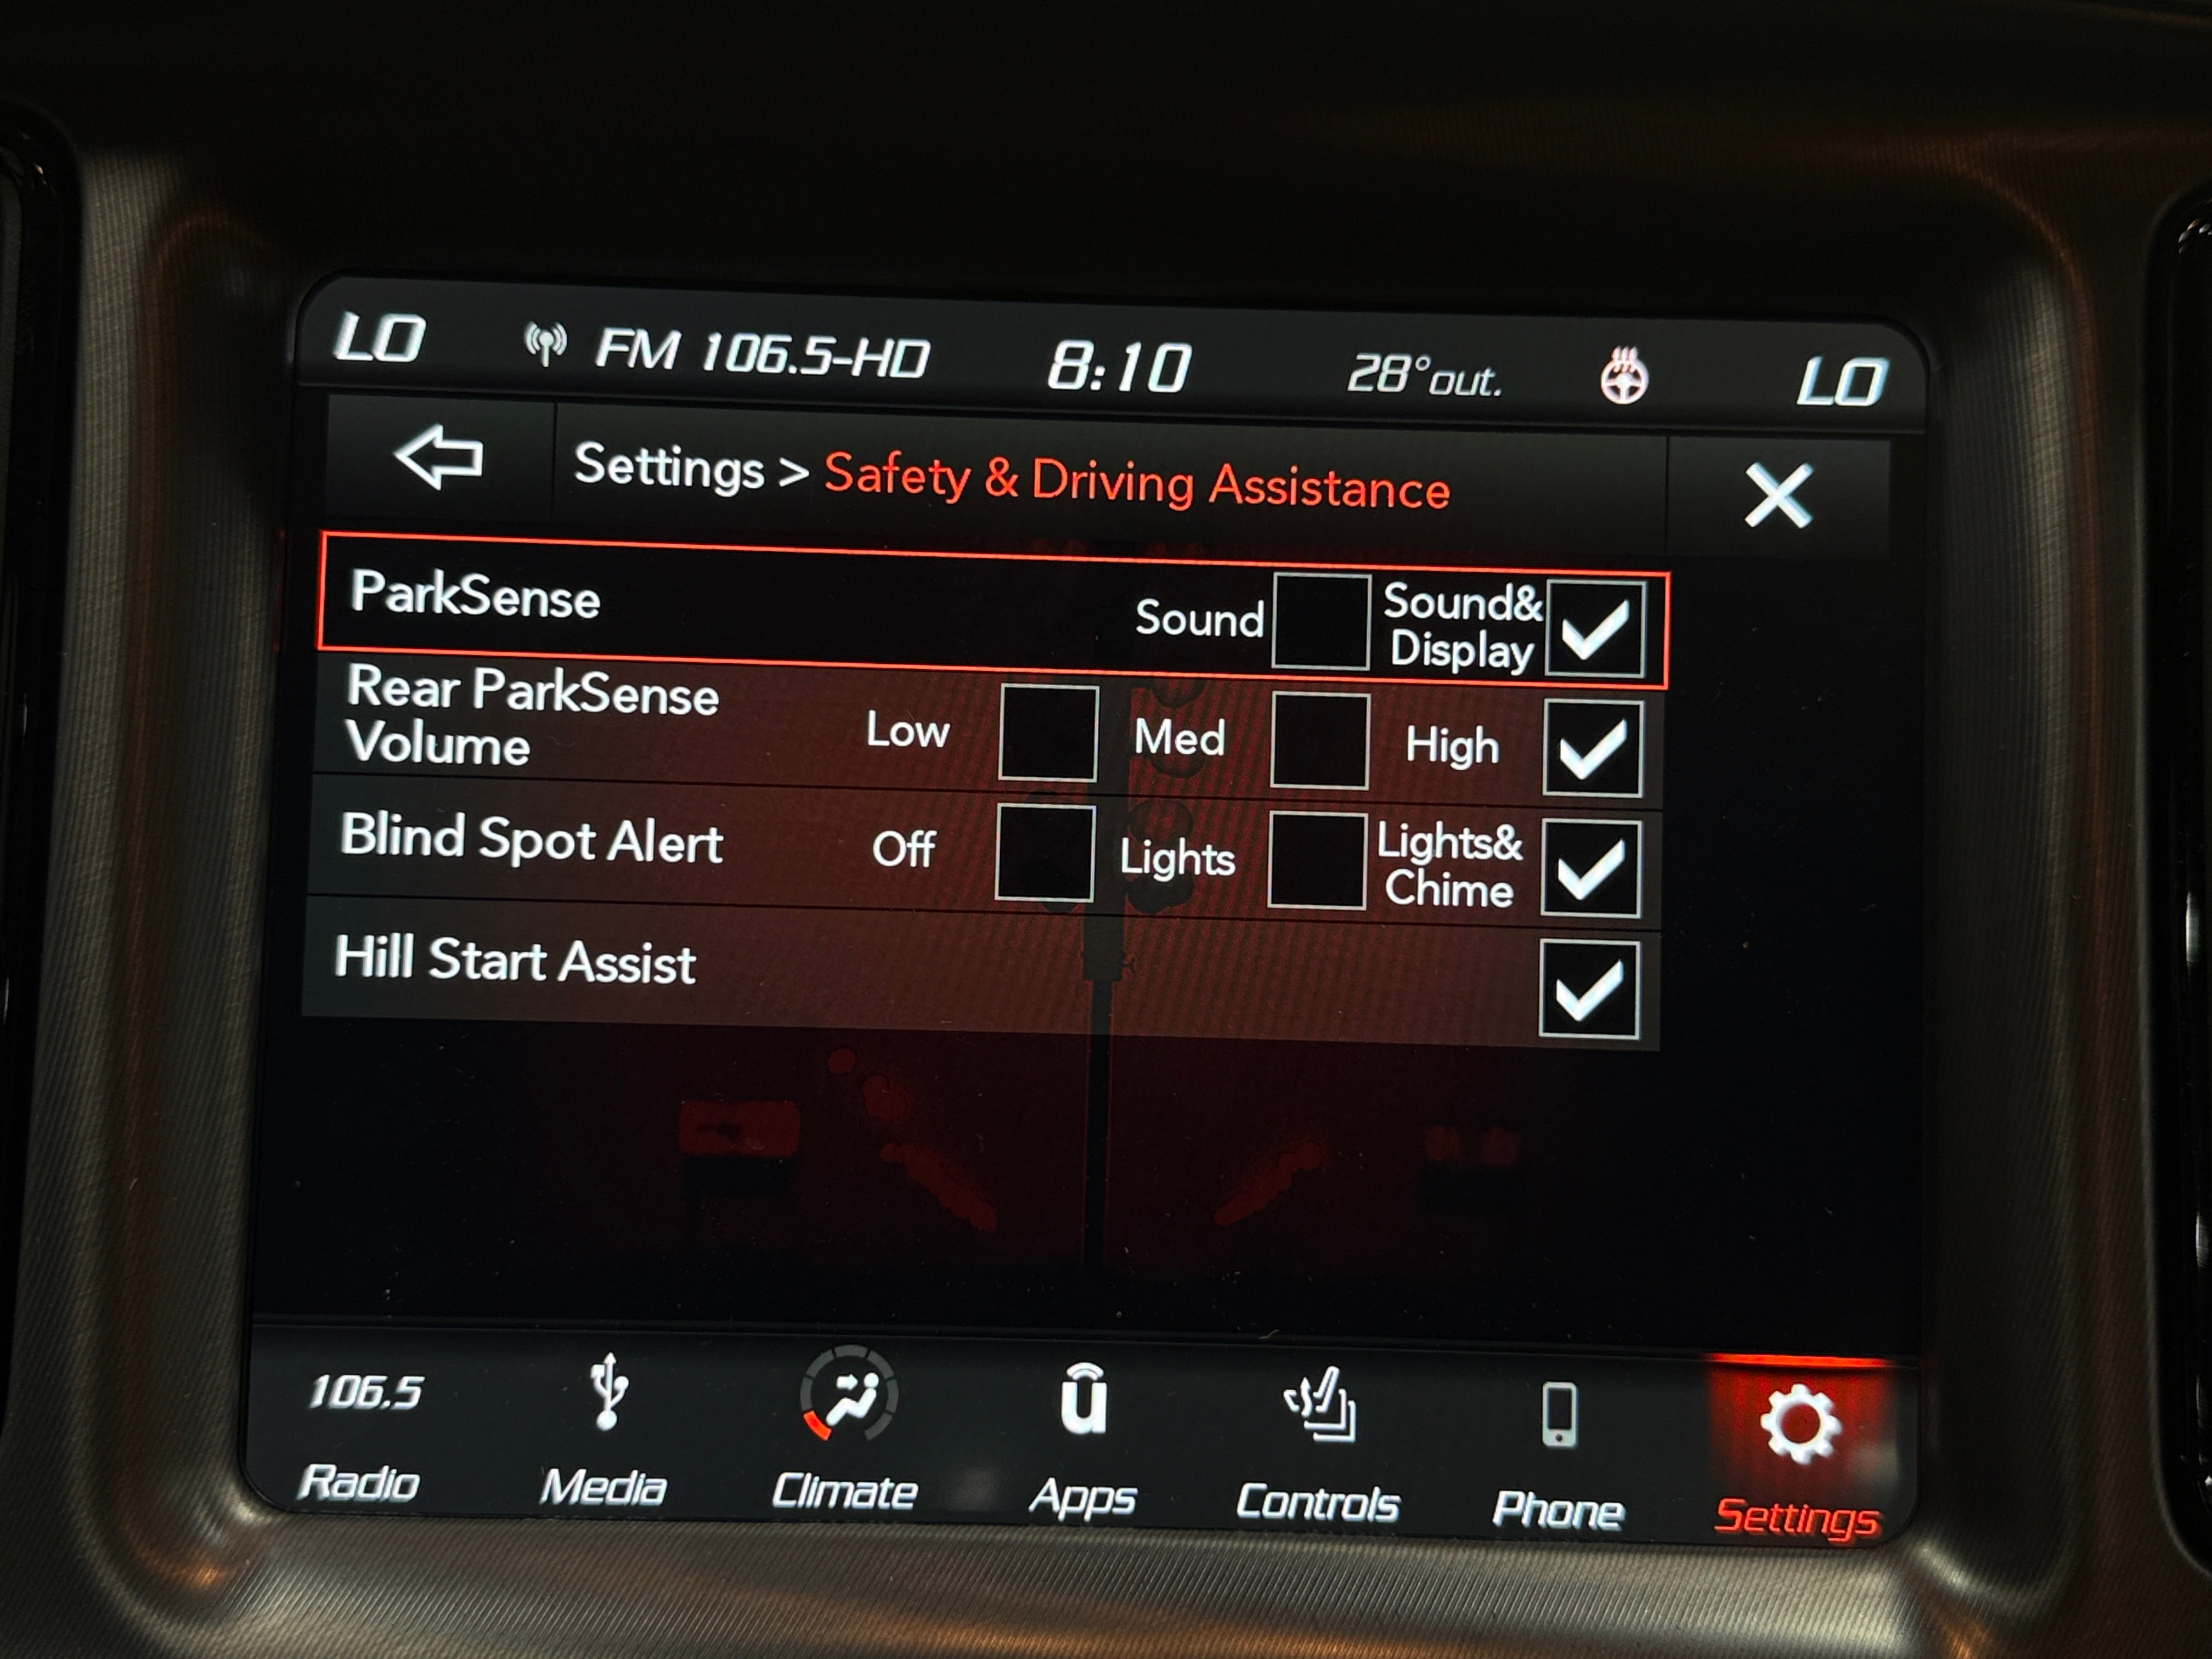 LO FM 106.5-HD 8:10 28°out. LO
Settings > Safety & Driving Assistance
ParkSense Sound Sound&
Display
Rear ParkSense
Volume Low Med High
Blind Spot Alert Off Lights Lights&
Chime
Hill Start Assist
106.5
Radio Media Climate Apps Controls Phone Settings